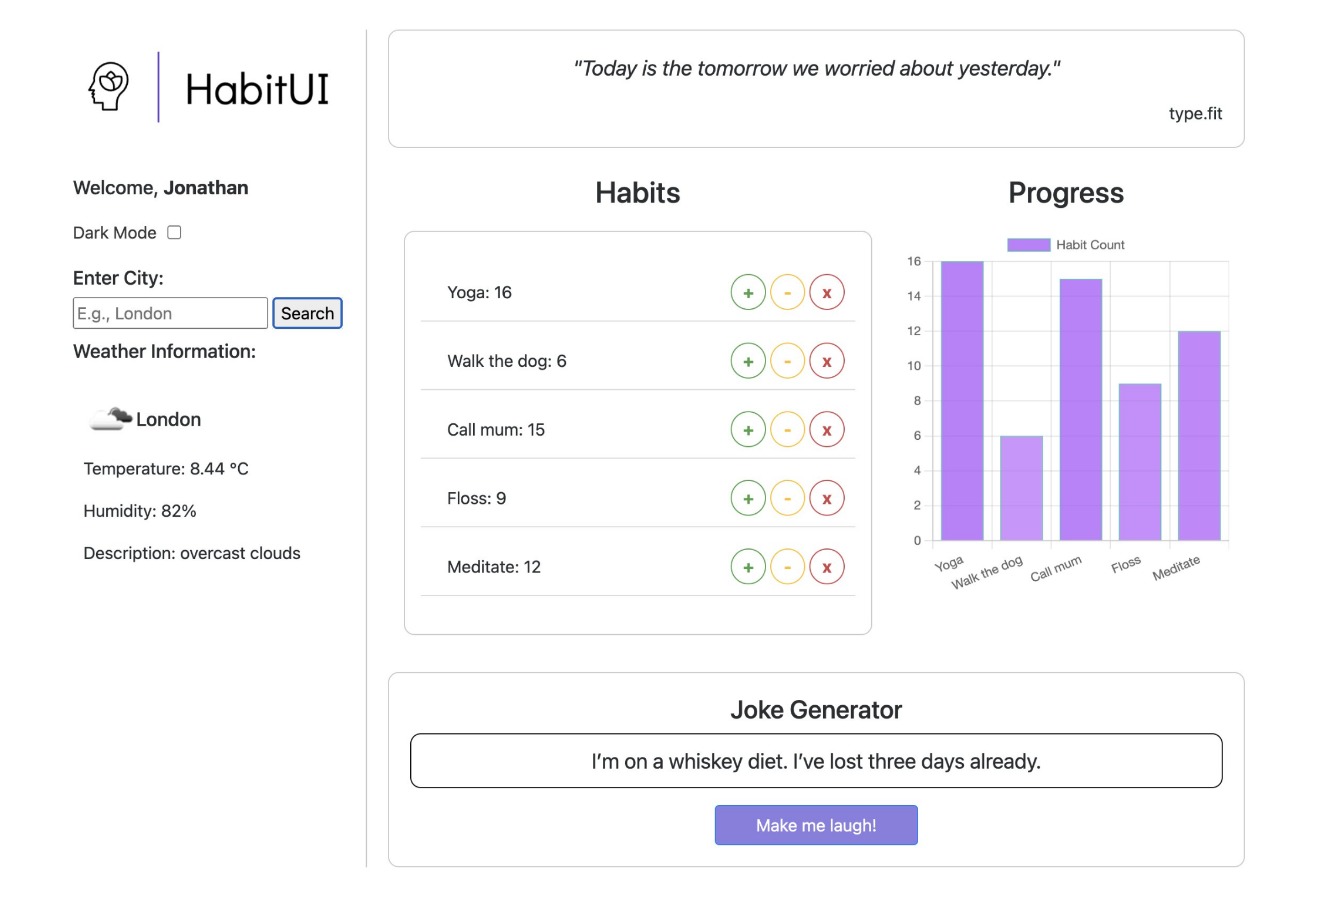 HabitUI
Welcome, Jonathan
Dark Mode
Enter City:
E.g., London
Search
Weather Information:
London
Temperature: 8.44 °C
Humidity: 82%
Description: overcast clouds
"Today is the tomorrow we worried about yesterday."
type.fit
Habits
Yoga: 16 + - x
Walk the dog: 6 + - x
Call mum: 15 + - x
Floss: 9 + - x
Meditate: 12 + - x
Progress
Habit Count
16
14
12
10
8
6
4
2
0
Yoga
Walk the dog
Call mum
Floss
Meditate
Joke Generator
I’m on a whiskey diet. I’ve lost three days already.
Make me laugh!